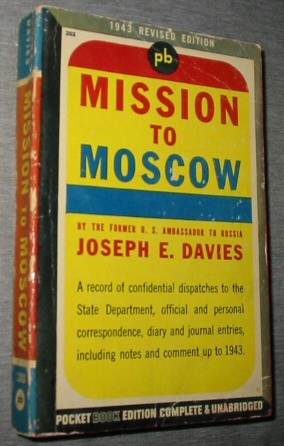 1943 REVISED EDITION
203
pb
MISSION
TO
MOSCOW
BY THE FORMER U. S. AMBASSADOR TO RUSSIA
JOSEPH E. DAVIES
A record of confidential dispatches to the
State Department, official and personal
correspondence, diary and journal entries,
including notes and comment up to 1943.
POCKET BOOK EDITION COMPLETE & UNABRIDGED
DAVIES
MISSION TO MOSCOW